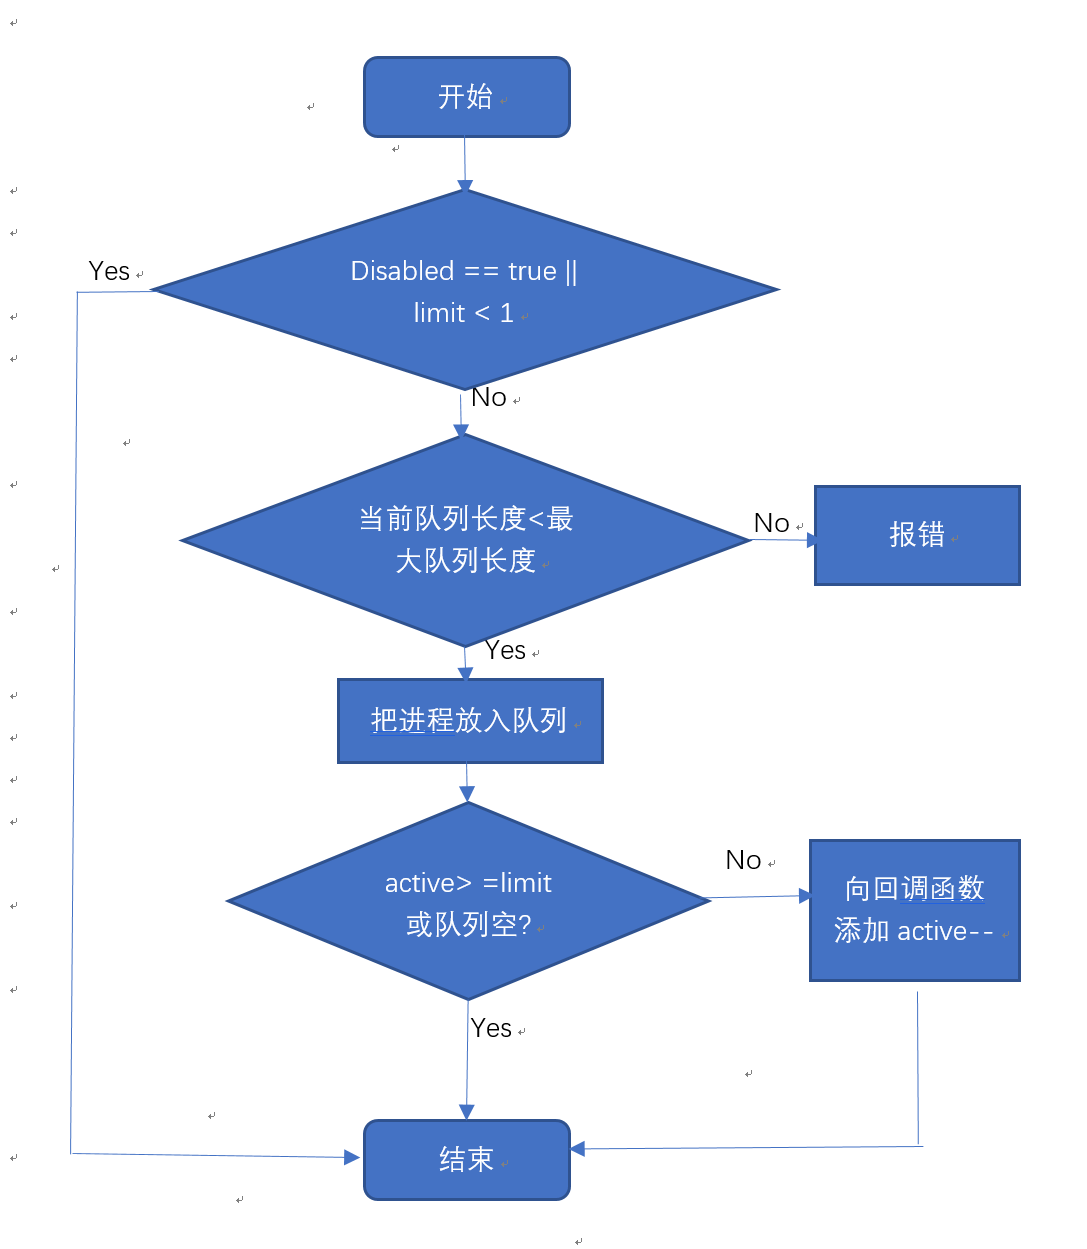 开始
Yes
Disabled == true ||
limit < 1
No
当前队列长度<最
大队列长度
No
报错
Yes
把进程放入队列
active> =limit
或队列空?
No
向回调函数
添加 active--
Yes
结束